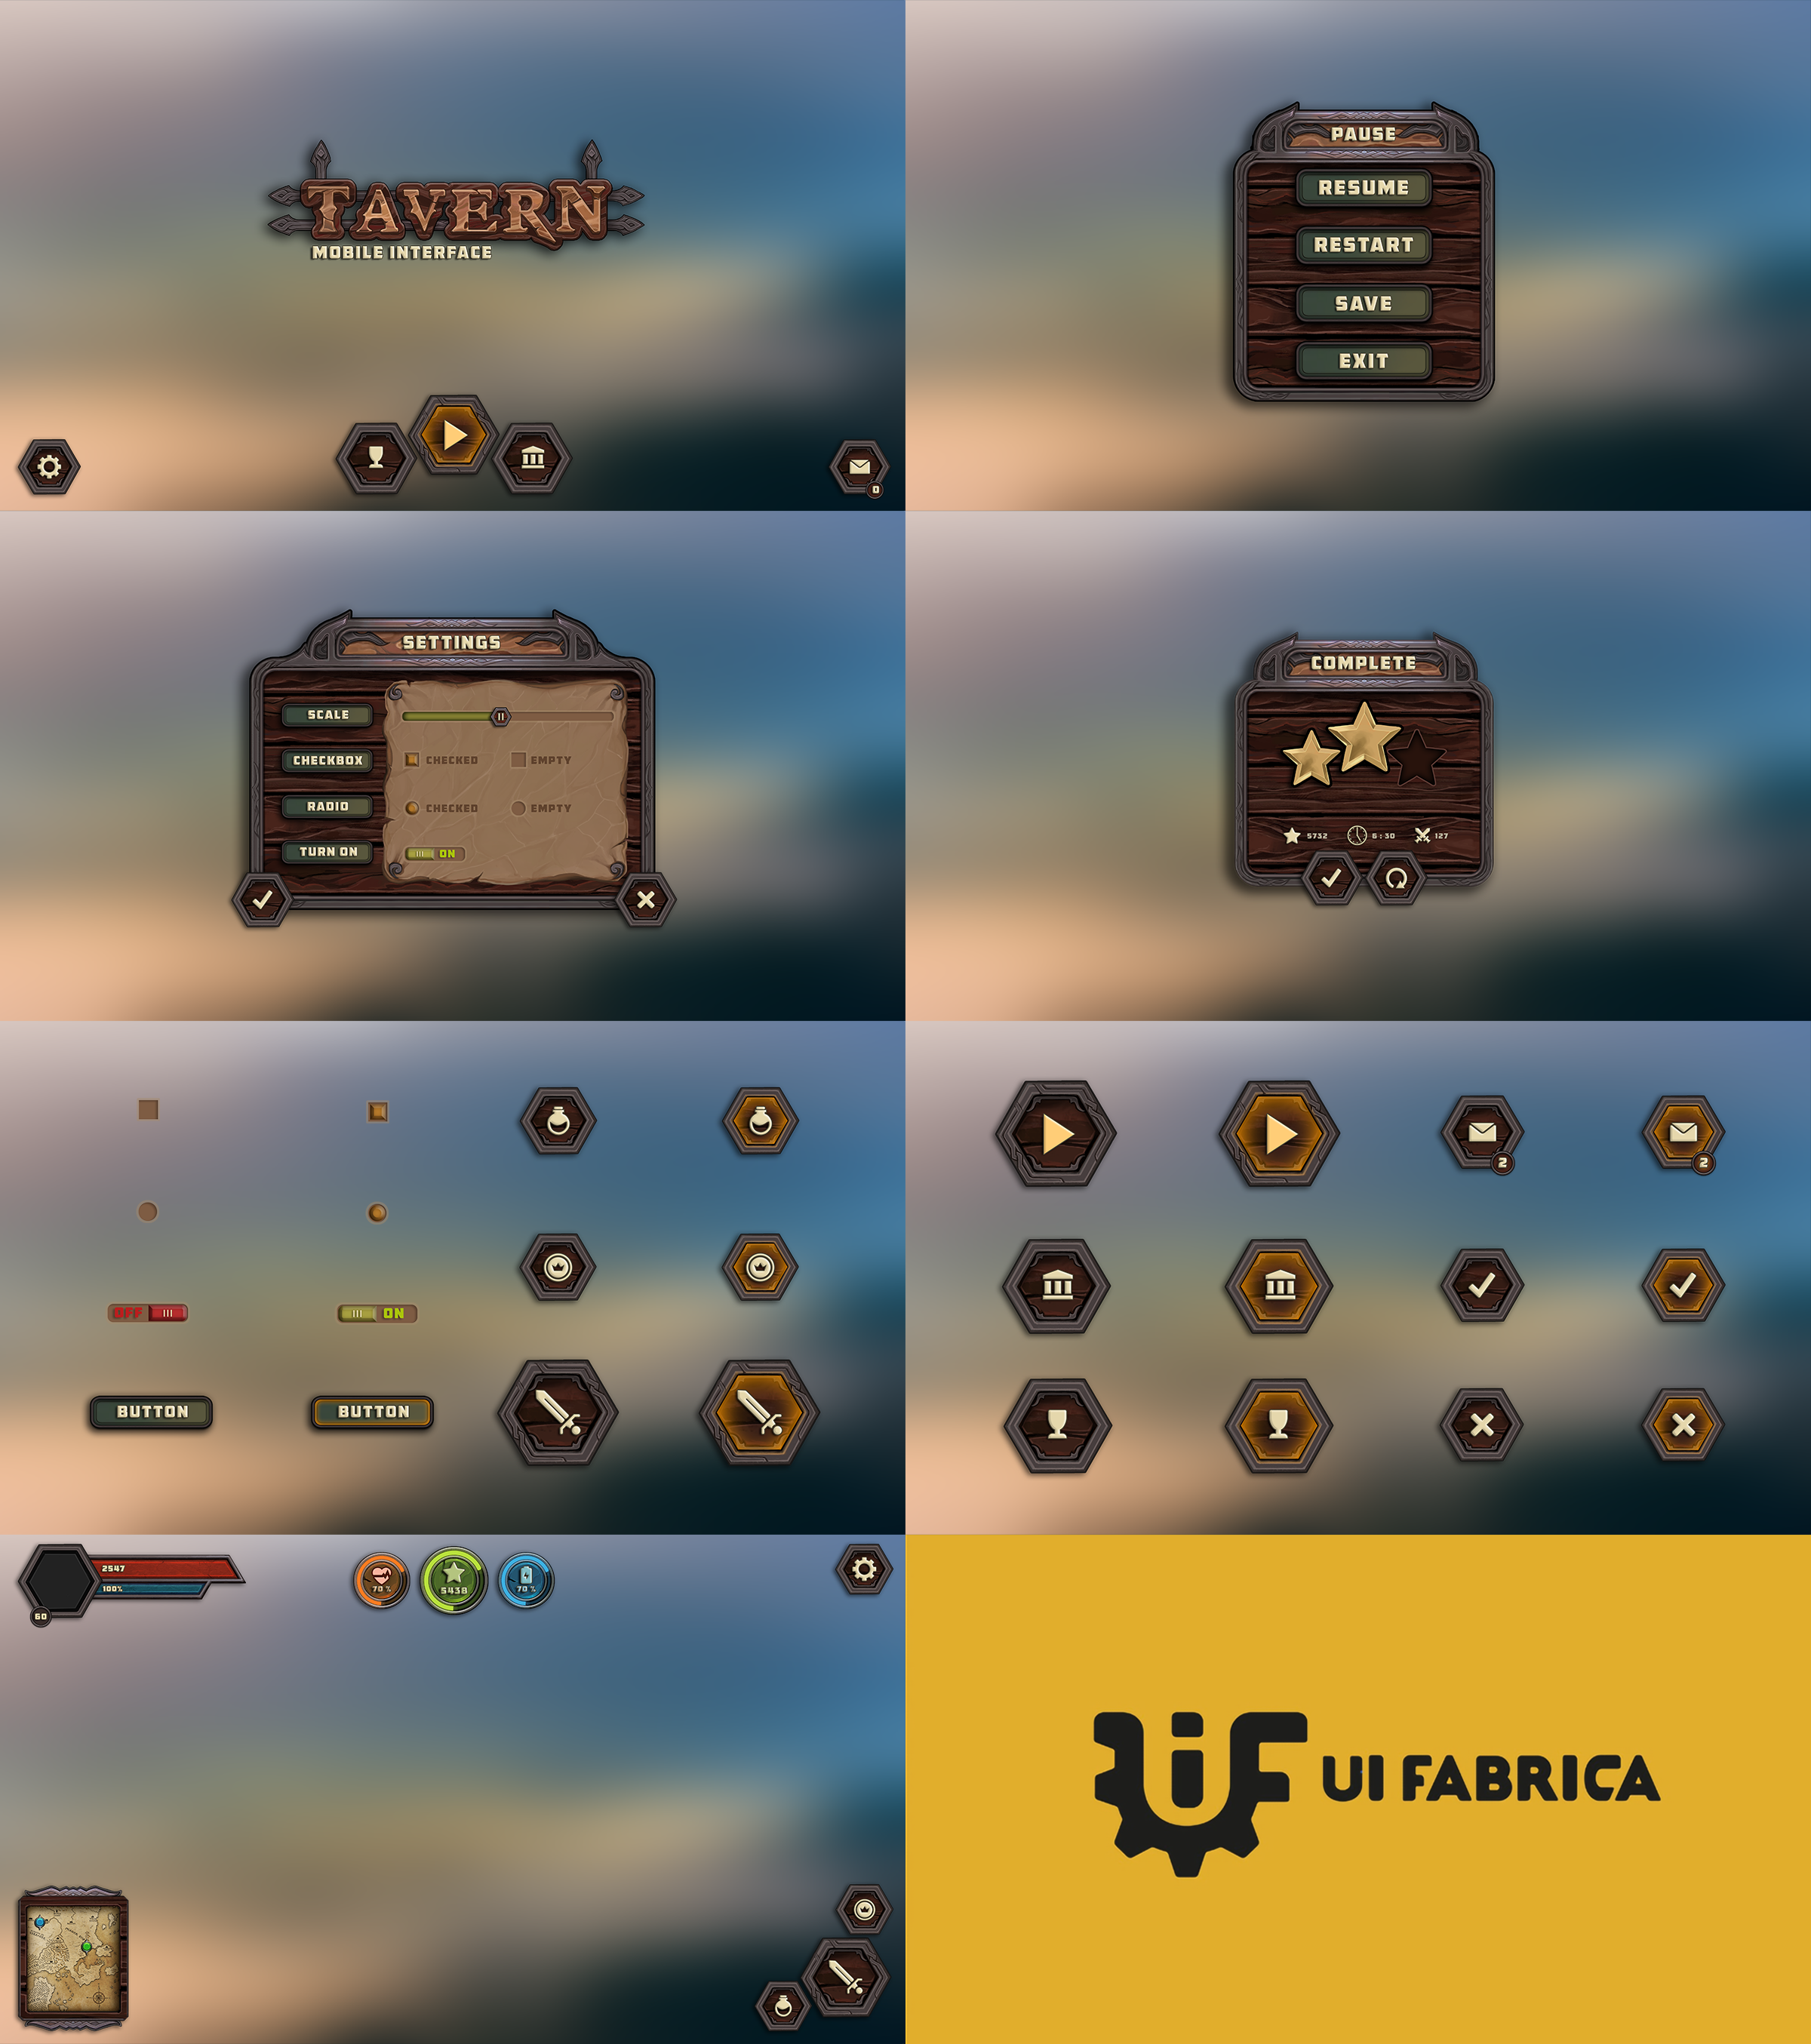 TAVERN
MOBILE INTERFACE
0
PAUSE
RESUME
RESTART
SAVE
EXIT
SETTINGS
SCALE
CHECKBOX
CHECKED
EMPTY
RADIO
CHECKED
EMPTY
TURN ON
ON
COMPLETE
5732
6:30
127
OFF
ON
BUTTON
BUTTON
2
2
2547
100%
60
70%
5438
70%
UiF
UI FABRICA